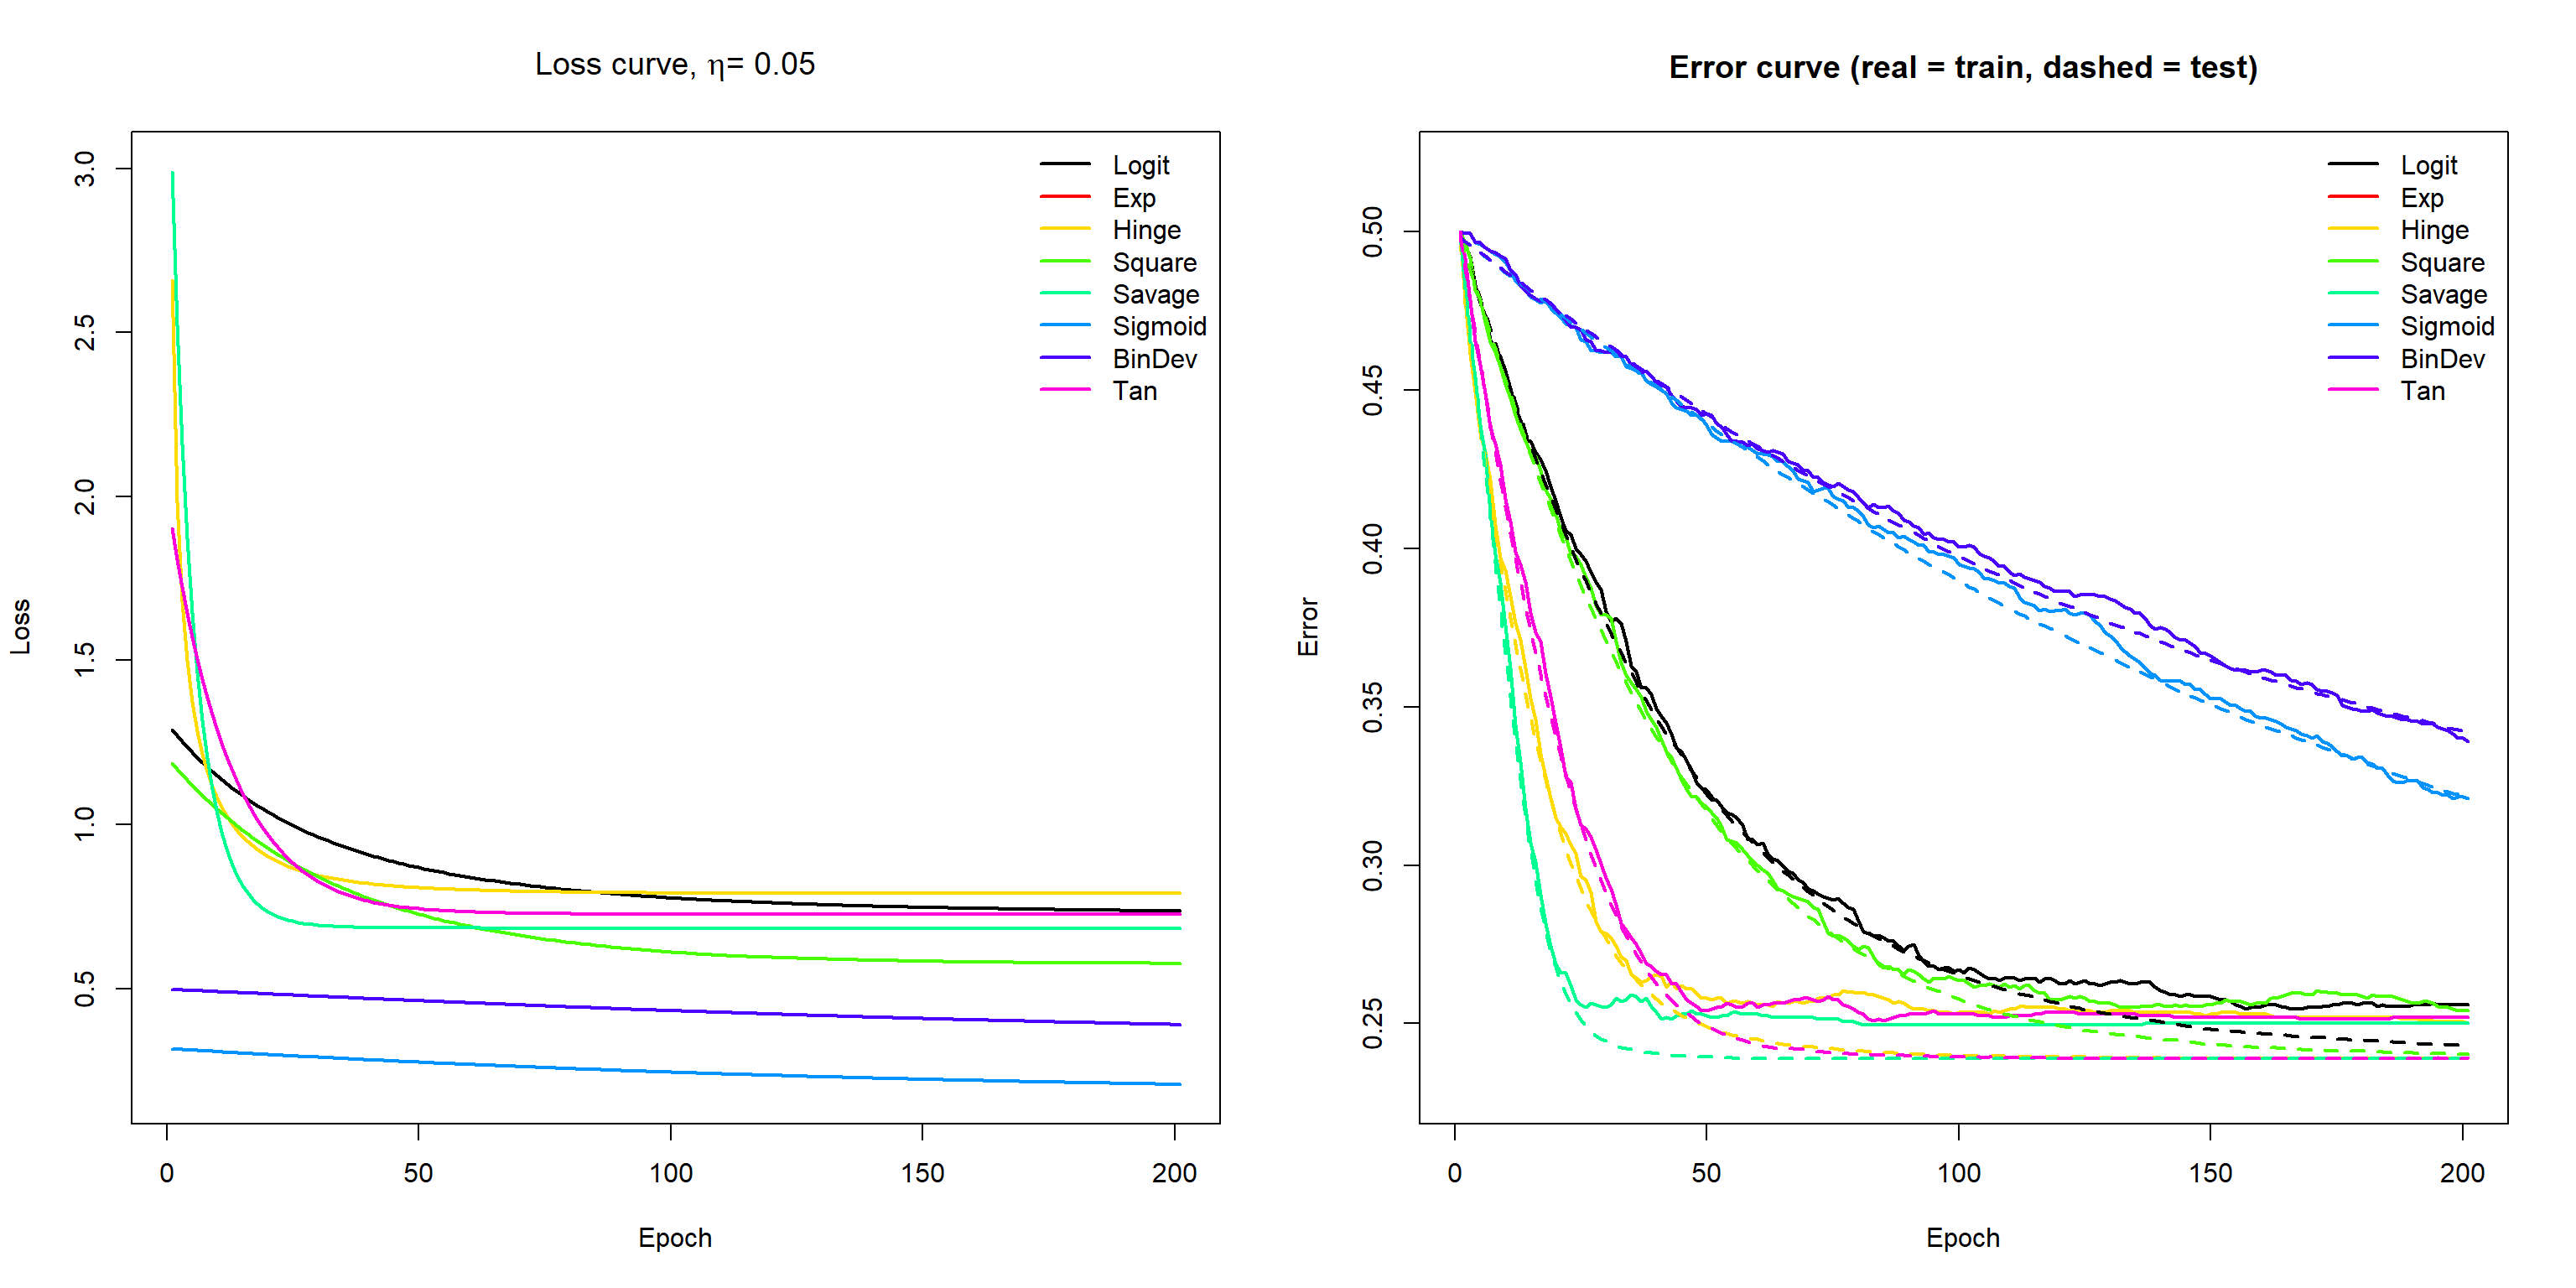 Loss curve, η= 0.05
3.0
2.5
2.0
1.5
1.0
0.5
Loss
0 50 100 150 200
Epoch
Logit
Exp
Hinge
Square
Savage
Sigmoid
BinDev
Tan
Error curve (real = train, dashed = test)
0.50
0.45
0.40
0.35
0.30
0.25
Error
0 50 100 150 200
Epoch
Logit
Exp
Hinge
Square
Savage
Sigmoid
BinDev
Tan